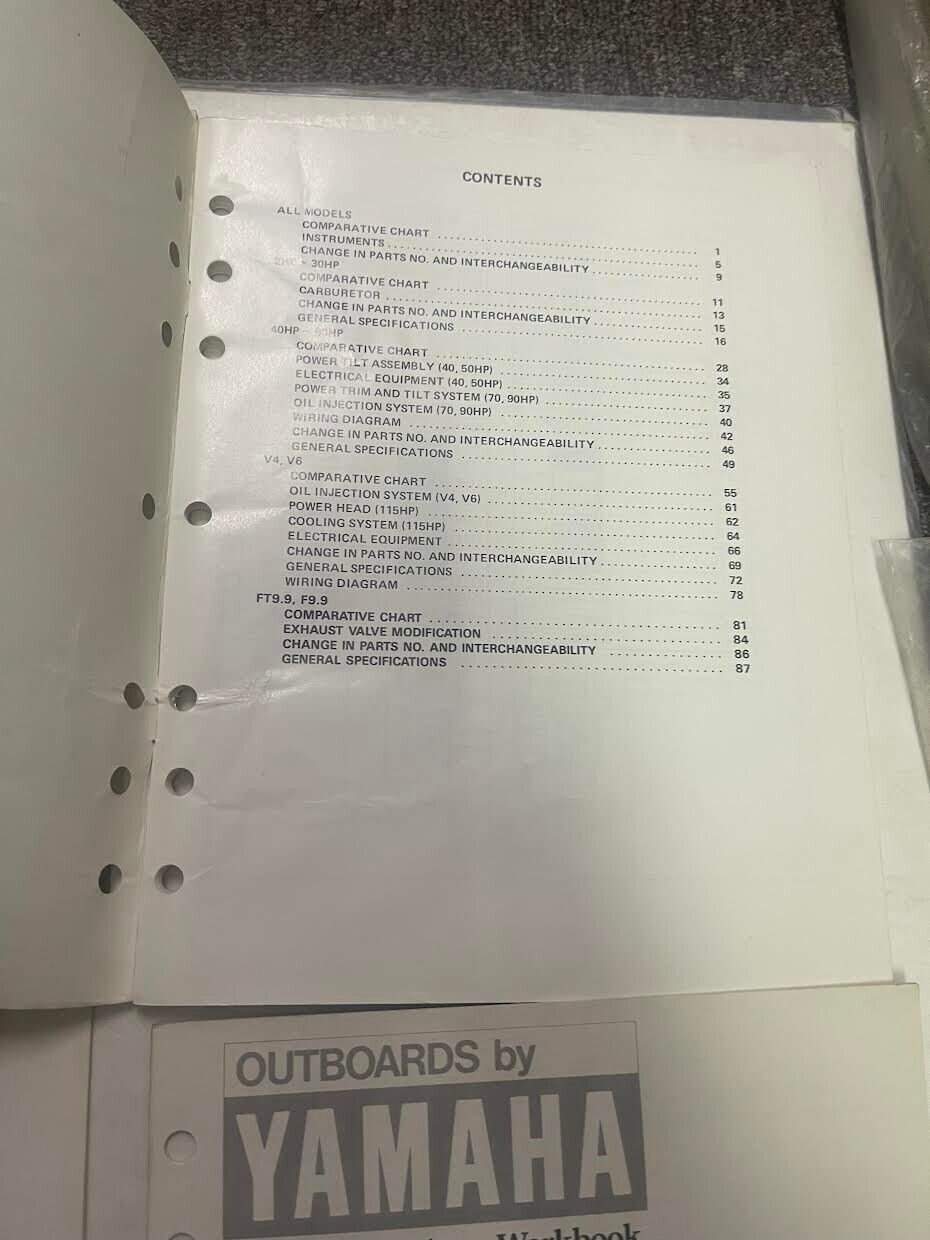 CONTENTS
ALL MODELS
COMPARATIVE CHART ........................................ 1
INSTRUMENTS ........................................ 5
CHANGE IN PARTS NO. AND INTERCHANGEABILITY .................. 9
2HP ~ 30HP
COMPARATIVE CHART ........................................ 11
CARBURETOR ........................................ 13
CHANGE IN PARTS NO. AND INTERCHANGEABILITY .................. 15
GENERAL SPECIFICATIONS .................................... 16
40HP ~ 90HP
COMPARATIVE CHART ........................................ 28
POWER TILT ASSEMBLY (40, 50HP) .............................. 34
ELECTRICAL EQUIPMENT (40, 50HP) ............................. 35
POWER TRIM AND TILT SYSTEM (70, 90HP) ....................... 37
OIL INJECTION SYSTEM (70, 90HP) ............................. 40
WIRING DIAGRAM ........................................ 42
CHANGE IN PARTS NO. AND INTERCHANGEABILITY .................. 46
GENERAL SPECIFICATIONS .................................... 49
V4, V6
COMPARATIVE CHART ........................................ 55
OIL INJECTION SYSTEM (V4, V6) ............................... 61
POWER HEAD (115HP) ........................................ 62
COOLING SYSTEM (115HP) .................................... 64
ELECTRICAL EQUIPMENT ...................................... 66
CHANGE IN PARTS NO. AND INTERCHANGEABILITY .................. 69
GENERAL SPECIFICATIONS .................................... 72
WIRING DIAGRAM ........................................ 78
FT9.9, F9.9
COMPARATIVE CHART ........................................ 81
EXHAUST VALVE MODIFICATION ................................ 84
CHANGE IN PARTS NO. AND INTERCHANGEABILITY .................. 86
GENERAL SPECIFICATIONS .................................... 87
OUTBOARDS by
YAMAHA
Workbook